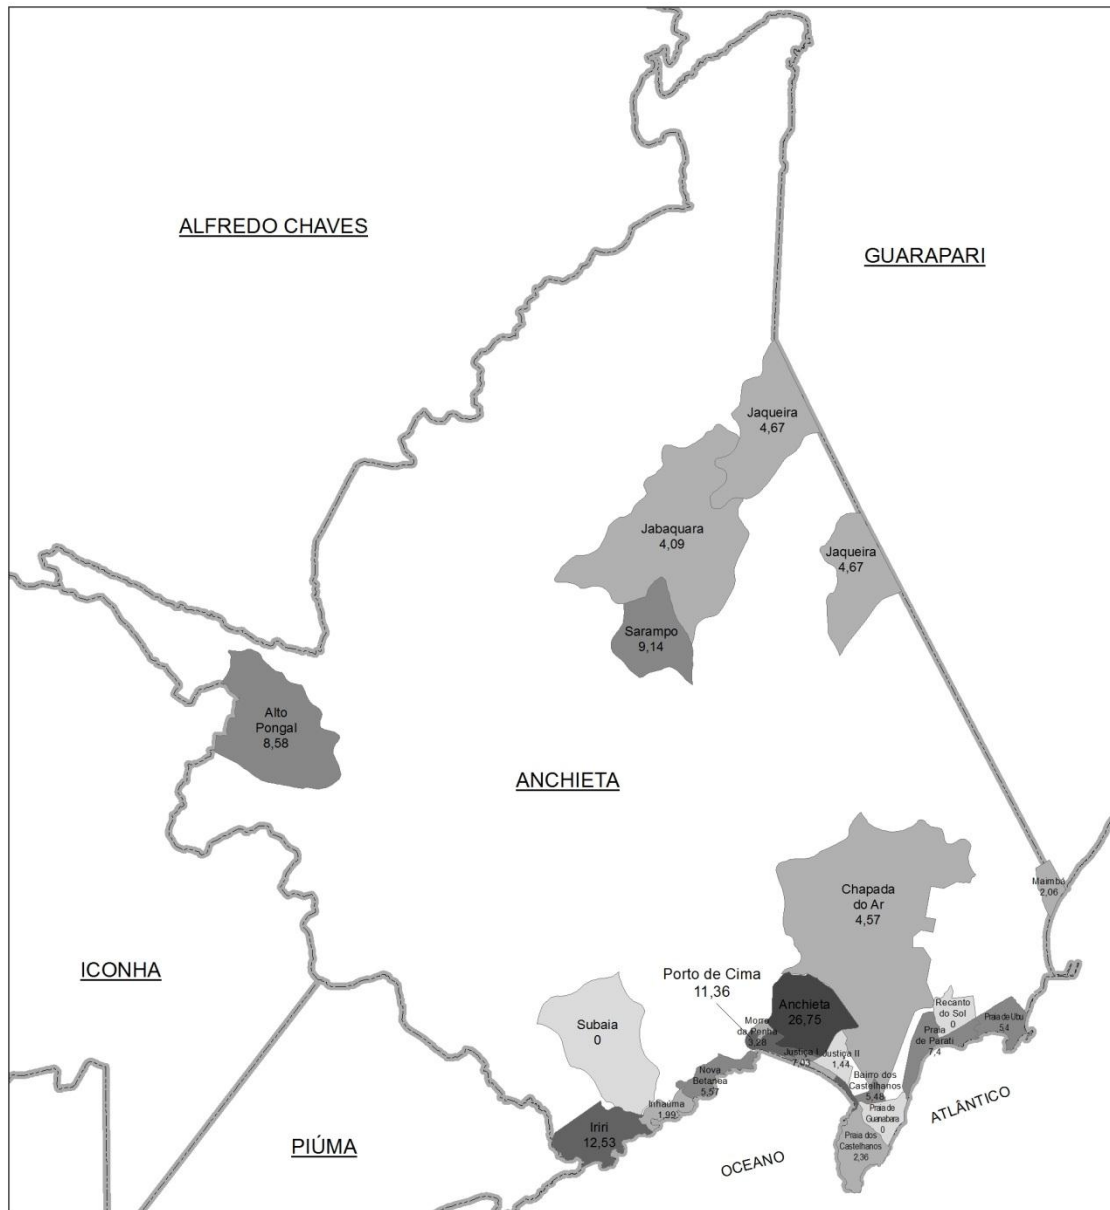 ALFREDO CHAVES
GUARAPARI
Jaqueira
4,67
Jabaquara
4,09
Jaqueira
4,67
Sarampo
9,14
Alto
Pongal
8,58
ANCHIETA
Maimbá
2,06
Chapada
do Ar
4,57
ICONHA
Porto de Cima
11,36
Anchieta
26,75
Recanto
do Sol
0
Praia de Ubu
5,4
Subaia
0
Morro
da Penha
3,28
Praia
de Parati
7,4
Justiça I
7,03
Justiça II
1,44
Nova
Betanea
5,57
Bairro dos
Castelhanos
5,48
Inhaúma
1,99
Praia de
Guanabara
0
Iriri
12,53
Praia dos
Castelhanos
2,36
PIÚMA
OCEANO
ATLÂNTICO